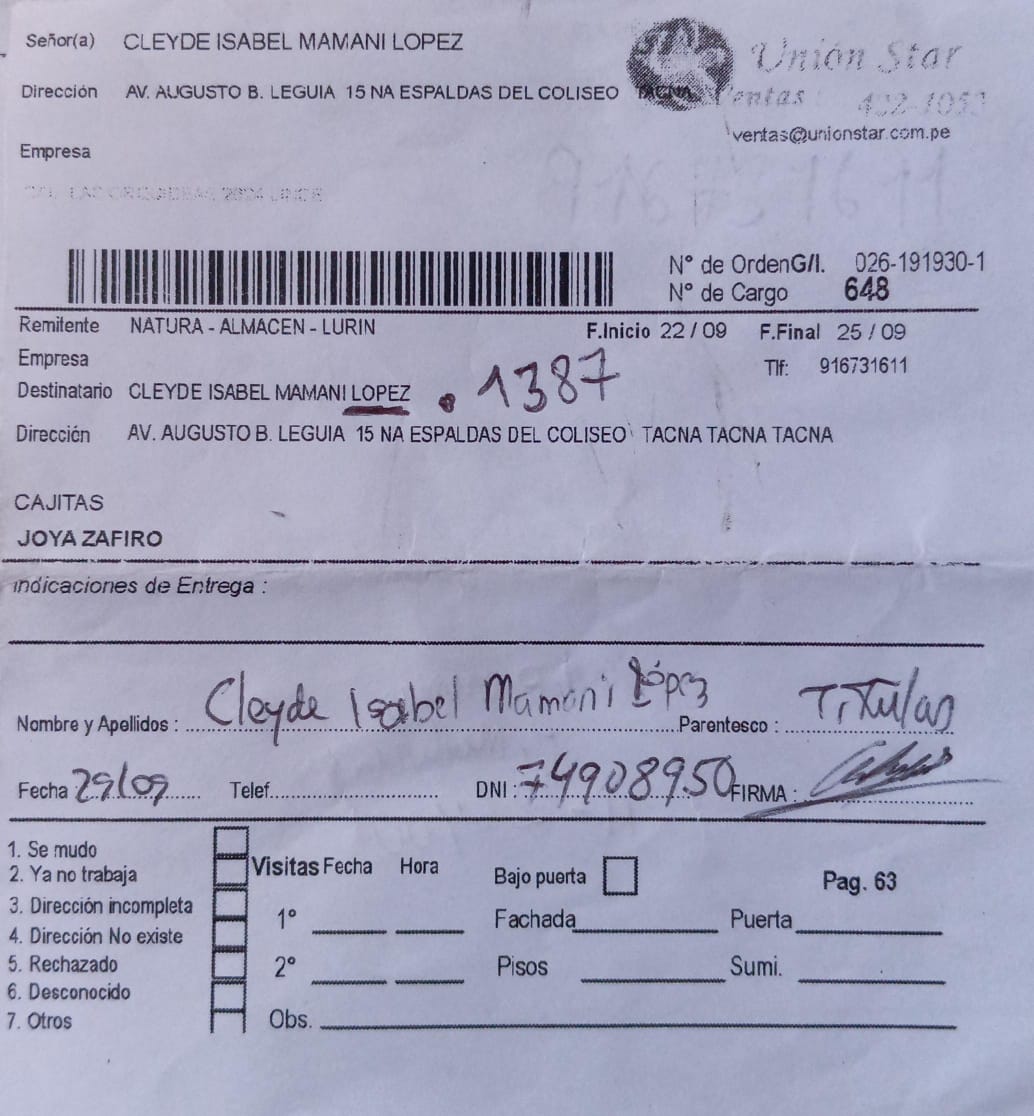 Señor(a) CLEYDE ISABEL MAMANI LOPEZ
Unión Star
Dirección AV. AUGUSTO B. LEGUIA 15 NA ESPALDAS DEL COLISEO TACNA
Ventas : 422-1053
ventas@unionstar.com.pe
Empresa
N° de OrdenG/I. 026-191930-1
N° de Cargo 648
Remitente NATURA - ALMACEN - LURIN F.Inicio 22 / 09 F.Final 25 / 09
Empresa Tlf: 916731611
Destinatario CLEYDE ISABEL MAMANI LOPEZ . 1387
Dirección AV. AUGUSTO B. LEGUIA 15 NA ESPALDAS DEL COLISEO TACNA TACNA TACNA
CAJITAS
JOYA ZAFIRO
Indicaciones de Entrega :
Nombre y Apellidos : Cleyde Isabel Mamani López Parentesco : Titular
Fecha 29/09 Telef. DNI : 74908950 FIRMA :
1. Se mudo
2. Ya no trabaja
3. Dirección incompleta
4. Dirección No existe
5. Rechazado
6. Desconocido
7. Otros
Visitas Fecha Hora
1°
2°
Obs.
Bajo puerta Pag. 63
Fachada Puerta
Pisos Sumi.